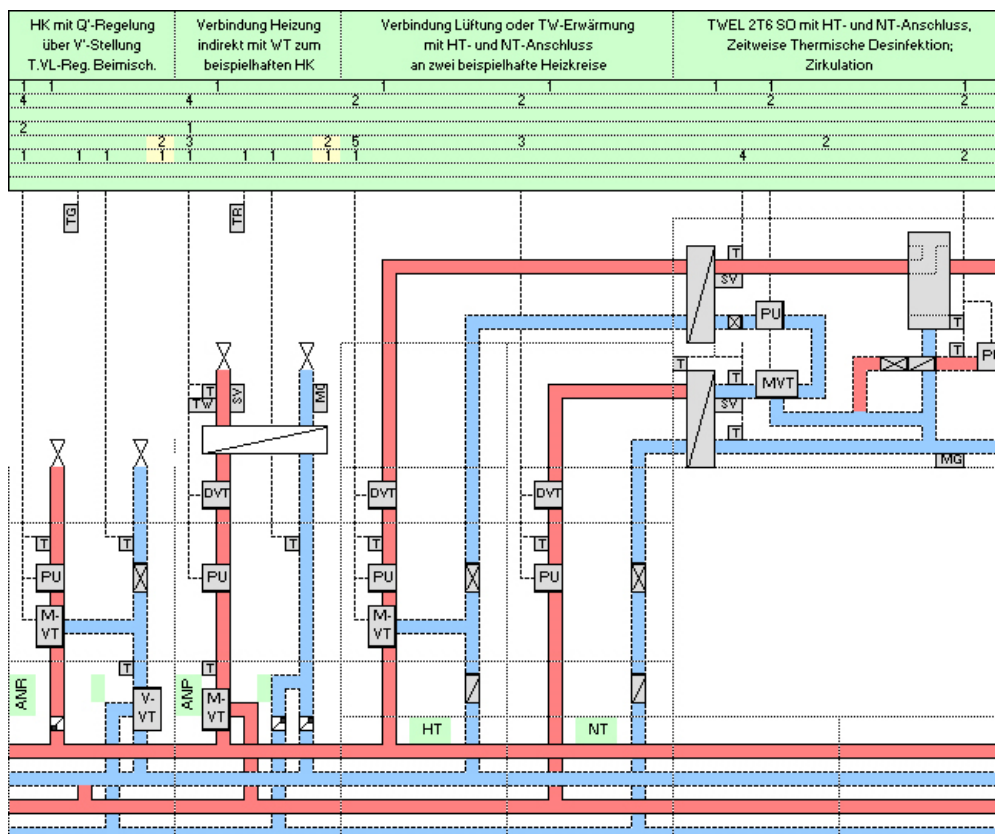 HK mit Q'-Regelung
über V'-Stellung
T.VL-Reg. Beimisch.
Verbindung Heizung
indirekt mit WT zum
beispielhaften HK
Verbindung Lüftung oder TW-Erwärmung
mit HT- und NT-Anschluss
an zwei beispielhafte Heizkreise
TWEL 2T6 SO mit HT- und NT-Anschluss,
Zeitweise Thermische Desinfektion;
Zirkulation
1 1 1 1 1 1 1
4 4 2 2 2 2
2 1
2 3 2 5 3 2
1 1 1 1 1 1 1 1 1 4 2
TG TR
T
SV
PU
T
T
PU
T
T
MVT
T
TW
SV
MG
SV
T
MG
DVT
DVT
DVT
T
T
T
T
PU
PU
PU
PU
M-
VT
M-
VT
T
T
ANR
V-
VT
ANP
M-
VT
HT
NT